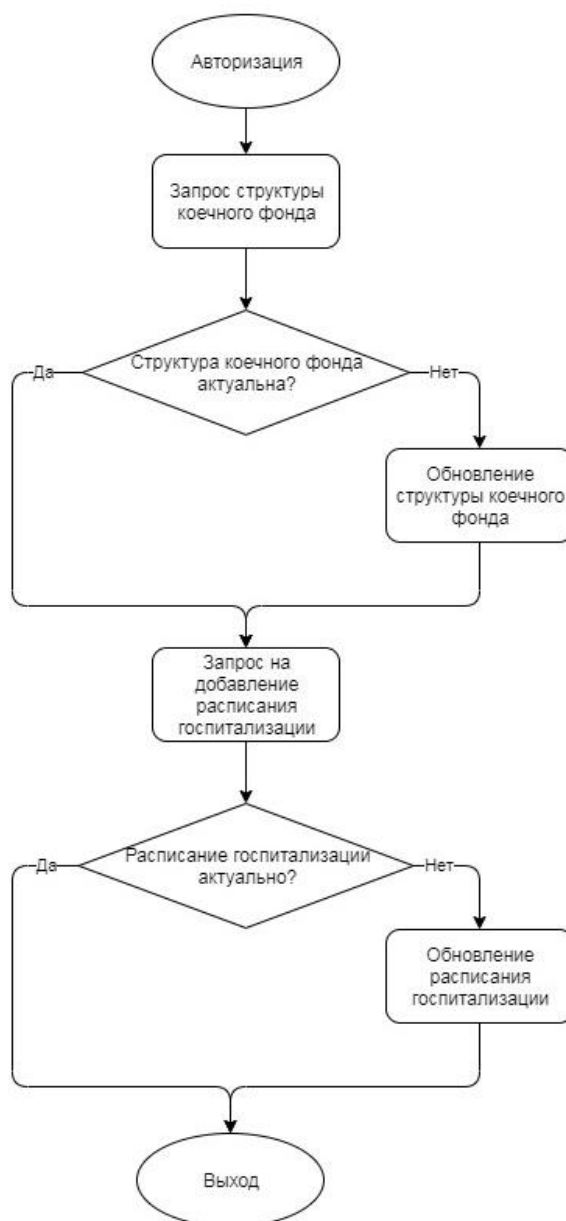 Авторизация
Запрос структуры
коечного фонда
Структура коечного фонда
актуальна?
Да
Нет
Обновление
структуры коечного
фонда
Запрос на
добавление
расписания
госпитализации
Расписание госпитализации
актуально?
Да
Нет
Обновление
расписания
госпитализации
Выход